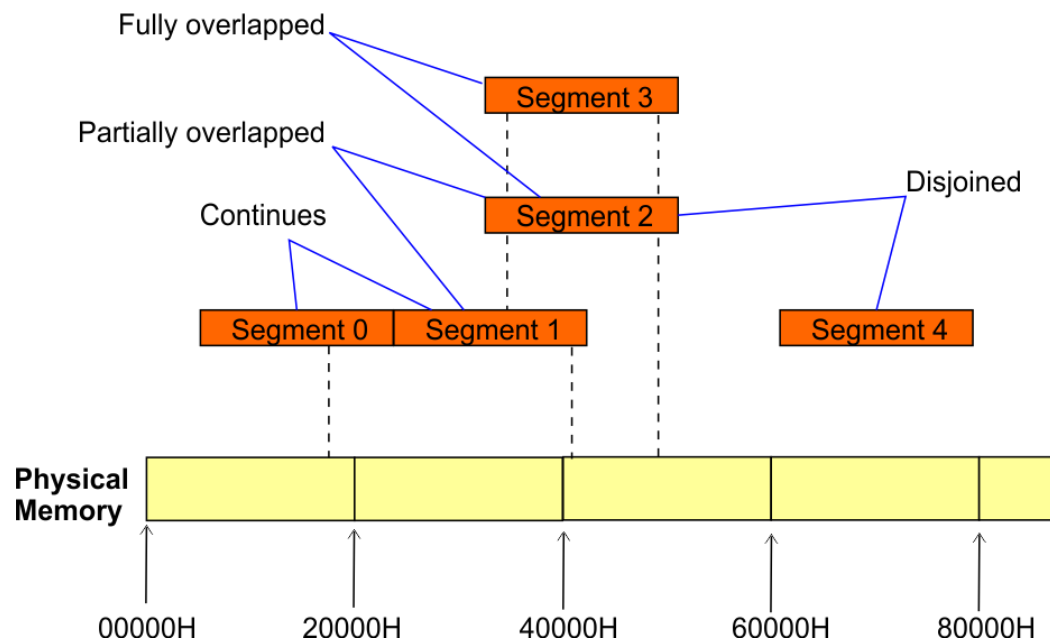 Fully overlapped
Segment 3
Partially overlapped
Disjoined
Continues
Segment 2
Segment 0
Segment 1
Segment 4
Physical
Memory
00000H
20000H
40000H
60000H
80000H